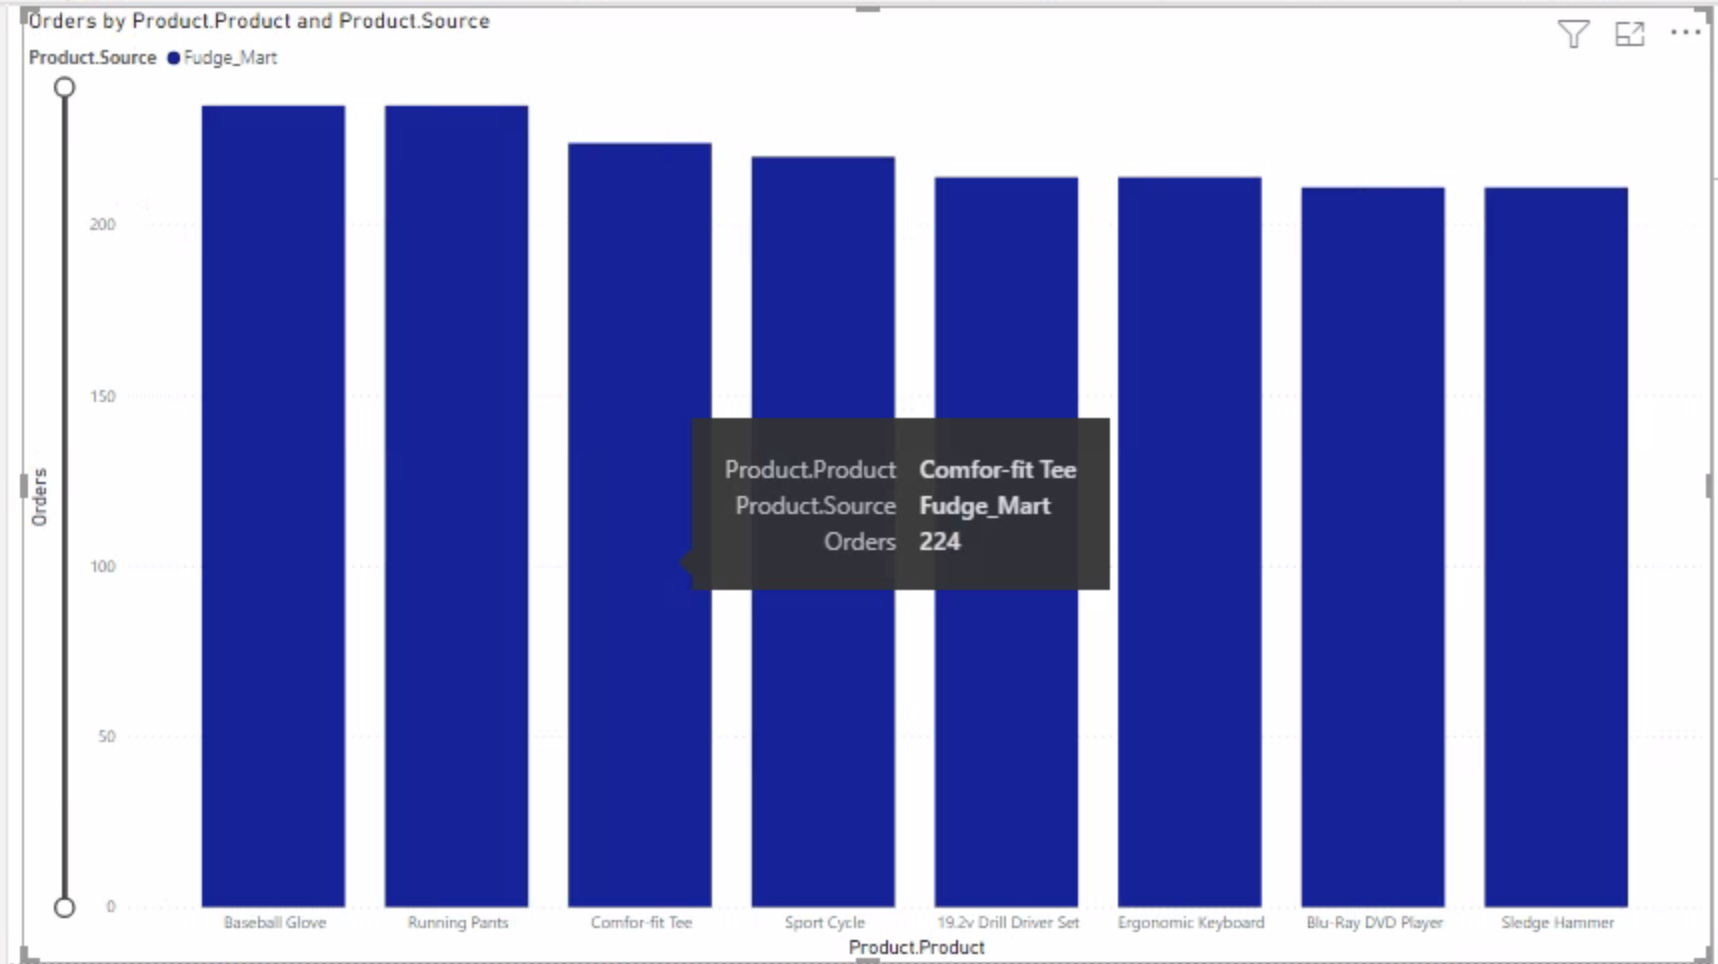 Orders by Product.Product and Product.Source
Product.Source Fudge_Mart
200
150
100
50
0
Orders
Product.Product Comfor-fit Tee
Product.Source Fudge_Mart
Orders 224
Baseball Glove Running Pants Comfor-fit Tee Sport Cycle 19.2v Drill Driver Set Ergonomic Keyboard Blu-Ray DVD Player Sledge Hammer
Product.Product